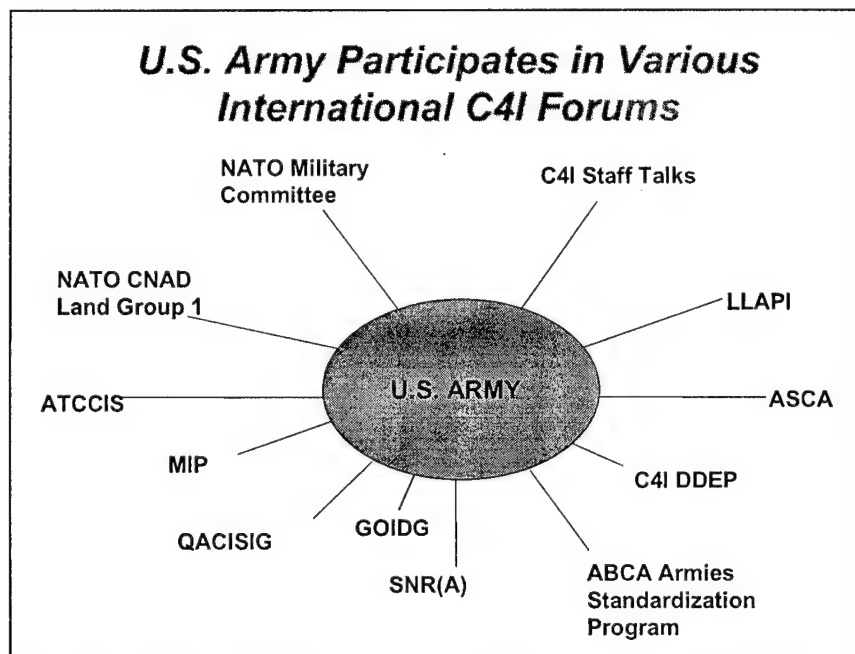 U.S. Army Participates in Various
International C4I Forums
NATO Military
Committee
C4I Staff Talks
NATO CNAD
Land Group 1
LLAPI
U.S. ARMY
ATCCIS
ASCA
MIP
C4I DDEP
QACISIG
GOIDG
SNR(A)
ABCA Armies
Standardization
Program